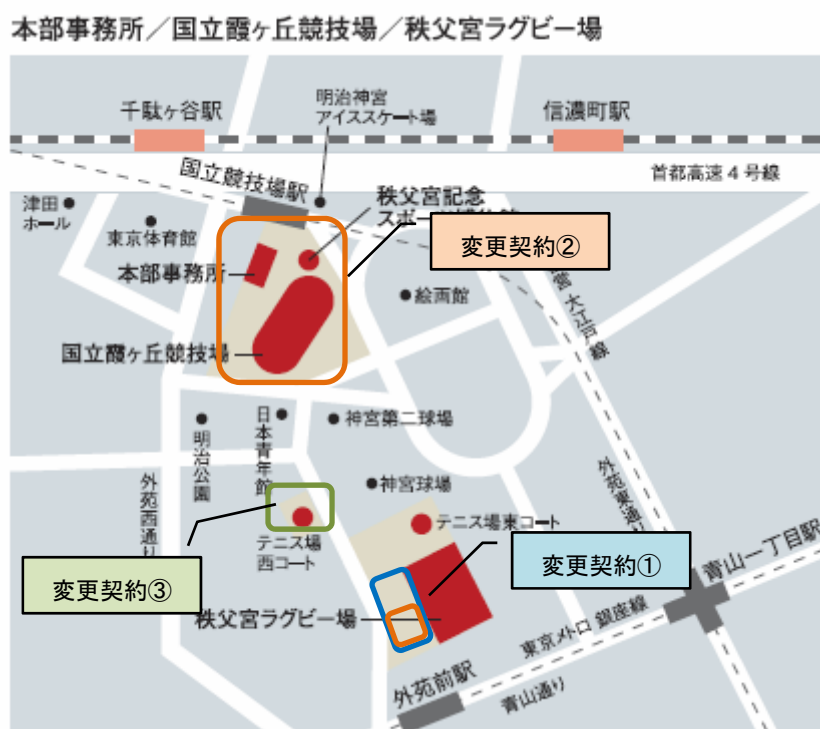 本部事務所／国立霞ヶ丘競技場／秩父宮ラグビー場
千駄ヶ谷駅
明治神宮
アイススケート場
信濃町駅
首都高速4号線
国立競技場駅
津田
ホール
東京体育館
秩父宮記念
スポーツ
変更契約②
本部事務所
絵画館
大江戸線
国立霞ヶ丘競技場
日本青年館
神宮第二球場
明治公園
外苑西通り
神宮球場
外苑東通り
テニス場東コート
テニス場
西コート
変更契約①
青山一丁目駅
変更契約③
秩父宮ラグビー場
東京メトロ 銀座線
外苑前駅
青山通り